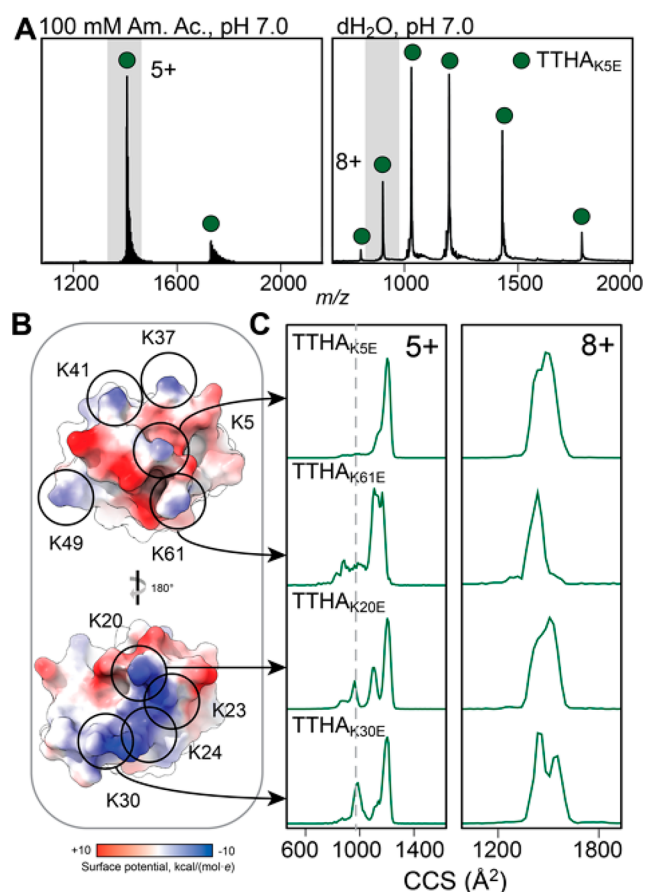 A 100 mM Am. Ac., pH 7.0 dH2O, pH 7.0
5+
8+
TTHAK5E
1200 1600 2000 1000 1500 2000
m/z
B
C
K37
K41
K5
K49
K61
180°
K20
K23
K24
K30
+10 -10
Surface potential, kcal/(mol·e)
TTHAK5E 5+ 8+
TTHAK61E
TTHAK20E
TTHAK30E
600 1000 1400 1000 1400 1800
CCS (Å²)